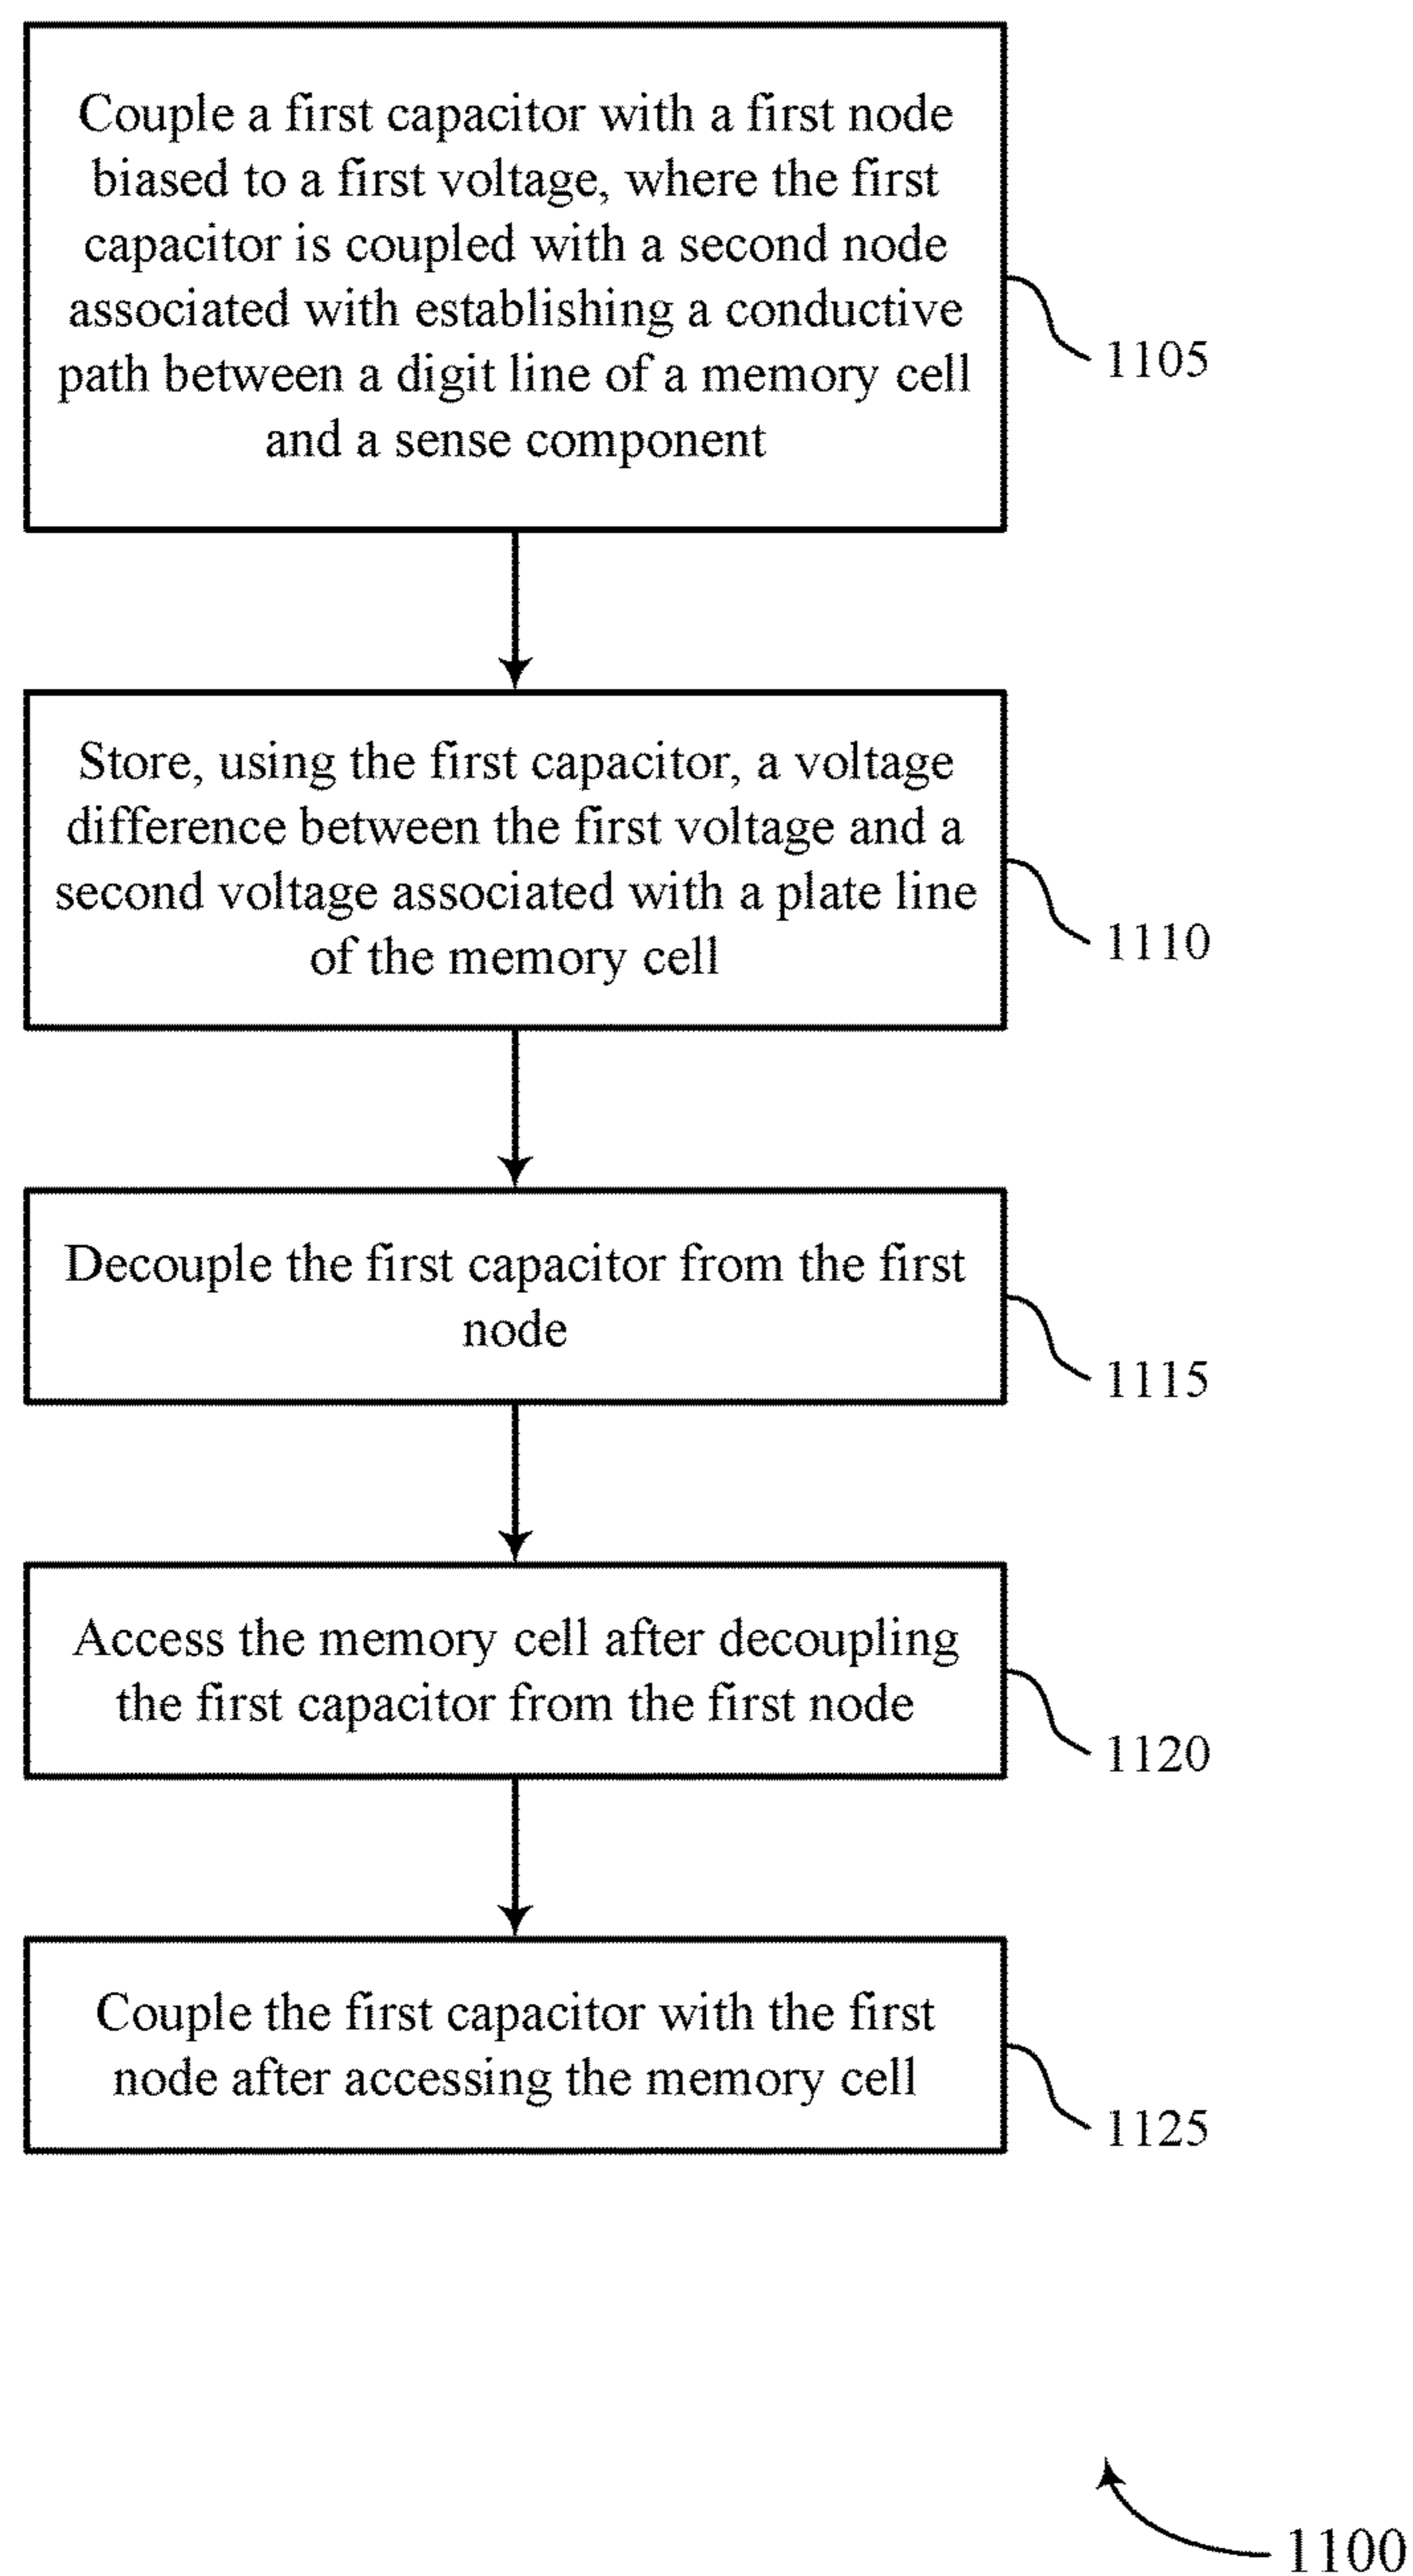 Couple a first capacitor with a first node
biased to a first voltage, where the first
capacitor is coupled with a second node
associated with establishing a conductive
path between a digit line of a memory cell
and a sense component
1105
Store, using the first capacitor, a voltage
difference between the first voltage and a
second voltage associated with a plate line
of the memory cell
1110
Decouple the first capacitor from the first
node
1115
Access the memory cell after decoupling
the first capacitor from the first node
1120
Couple the first capacitor with the first
node after accessing the memory cell
1125
1100